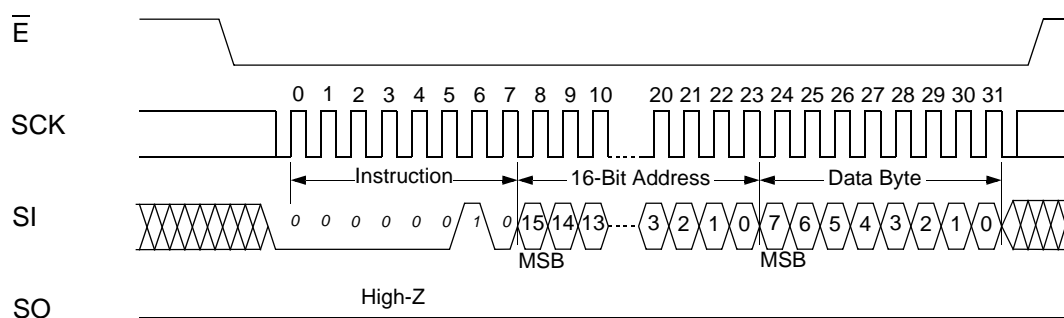 E
0 1 2 3 4 5 6 7 8 9 10 20 21 22 23 24 25 26 27 28 29 30 31
SCK
Instruction 16-Bit Address Data Byte
SI 0 0 0 0 0 0 1 0 15 14 13 3 2 1 0 7 6 5 4 3 2 1 0
MSB MSB
High-Z
SO